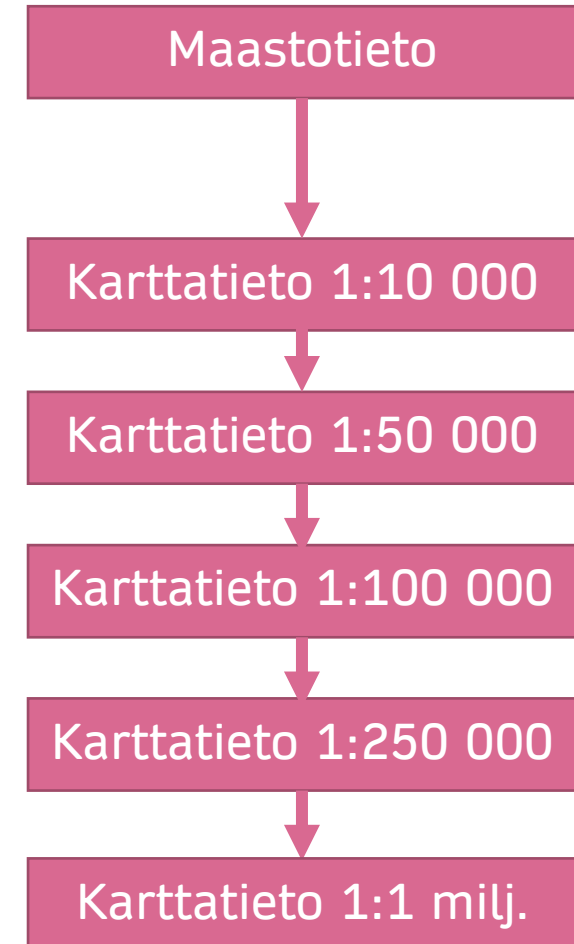 Maastotieto
Karttatieto 1:10 000
Karttatieto 1:50 000
Karttatieto 1:100 000
Karttatieto 1:250 000
Karttatieto 1:1 milj.